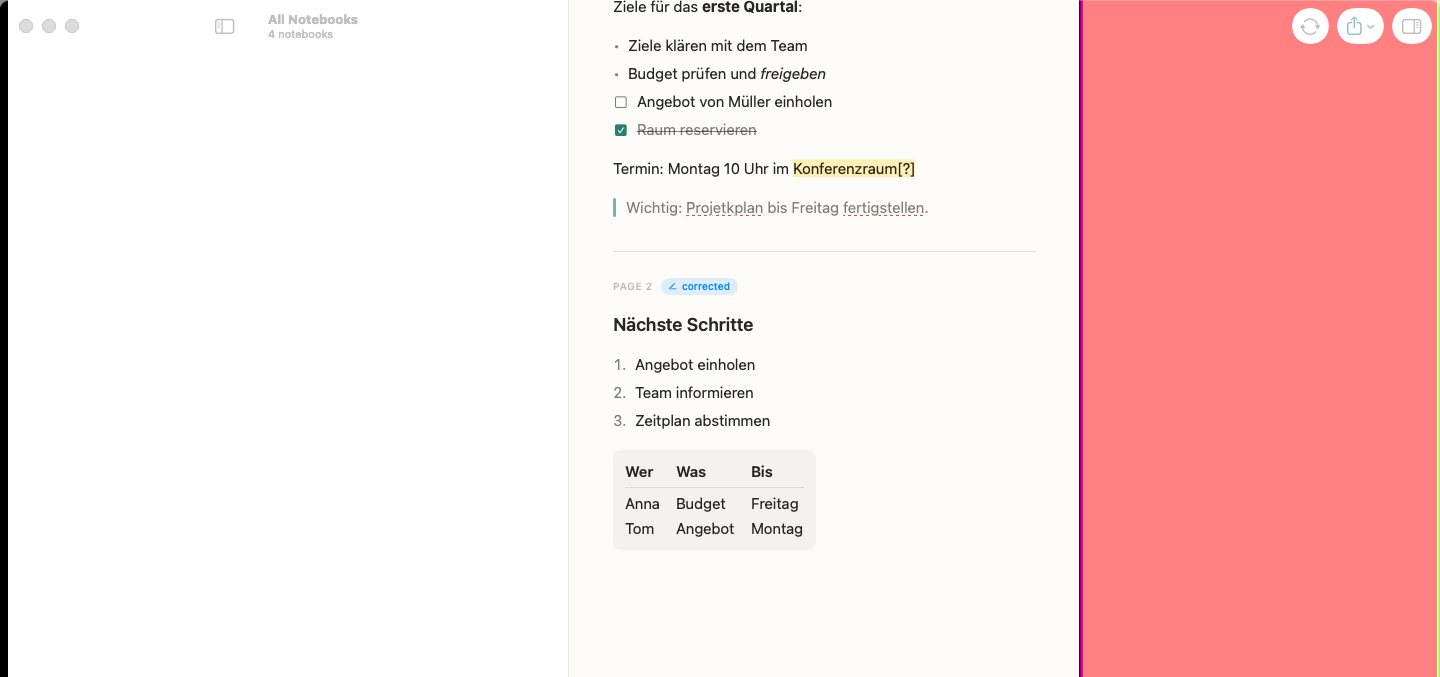 All Notebooks
4 notebooks
Ziele für das erste Quartal:
• Ziele klären mit dem Team
• Budget prüfen und freigeben
Angebot von Müller einholen
Raum reservieren
Termin: Montag 10 Uhr im Konferenzraum[?]
Wichtig: Projetkplan bis Freitag fertigstellen.
PAGE 2 corrected
Nächste Schritte
1. Angebot einholen
2. Team informieren
3. Zeitplan abstimmen
Wer Was Bis
Anna Budget Freitag
Tom Angebot Montag